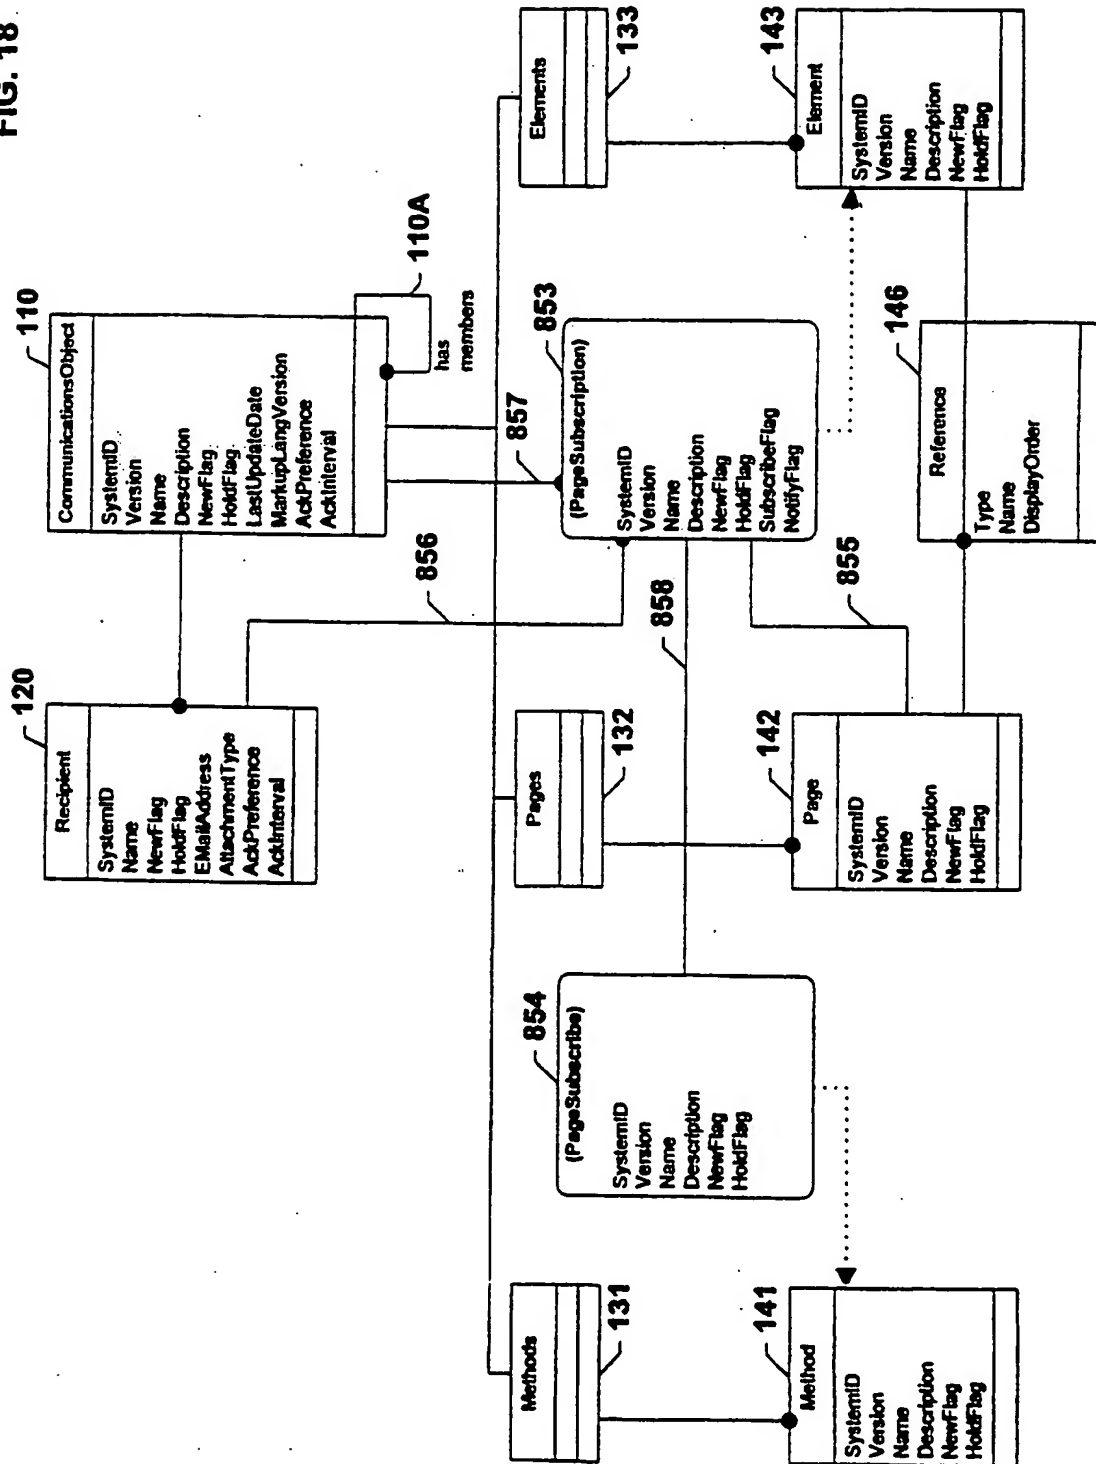 FIG. 18
110
CommunicationsObject
SystemID
Version
Name
Description
NewFlag
HoldFlag
LastUpdateDate
MarkupLangVersion
AckPreference
AckInterval
110A
has
members
120
Recipient
SystemID
Name
NewFlag
HoldFlag
EMailAddress
AttachmentType
AckPreference
AckInterval
856
857
Methods
131
Pages
132
Elements
133
854
(PageSubscribe)
SystemID
Version
Name
Description
NewFlag
HoldFlag
858
853
(PageSubscription)
SystemID
Version
Name
Description
NewFlag
HoldFlag
SubscribeFlag
NotifyFlag
855
141
Method
SystemID
Version
Name
Description
NewFlag
HoldFlag
142
Page
SystemID
Version
Name
Description
NewFlag
HoldFlag
146
Reference
Type
Name
DisplayOrder
143
Element
SystemID
Version
Name
Description
NewFlag
HoldFlag